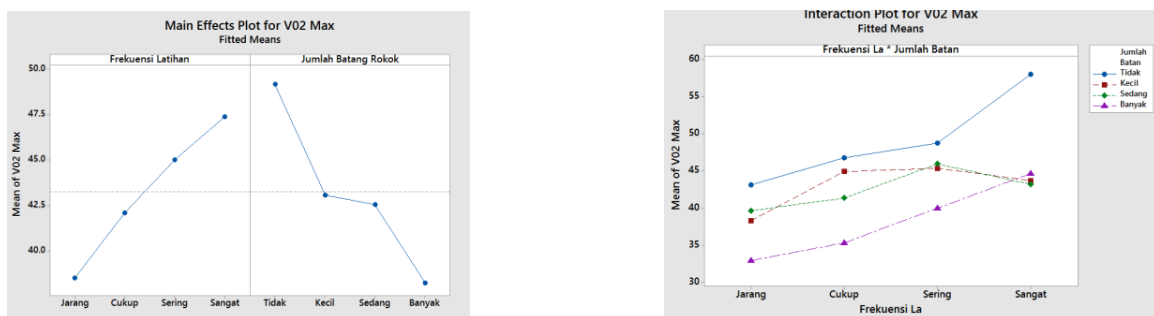 Main Effects Plot for V02 Max
Fitted Means
Frekuensi Latihan
Jumlah Batang Rokok
50.0
47.5
45.0
42.5
40.0
Mean of V02 Max
Jarang Cukup Sering Sangat
Tidak Kecil Sedang Banyak
Interaction Plot for V02 Max
Fitted Means
Frekuensi La * Jumlah Batan
60
55
50
45
40
35
30
Mean of V02 Max
Jarang Cukup Sering Sangat
Frekuensi La
Jumlah
Batan
Tidak
Kecil
Sedang
Banyak